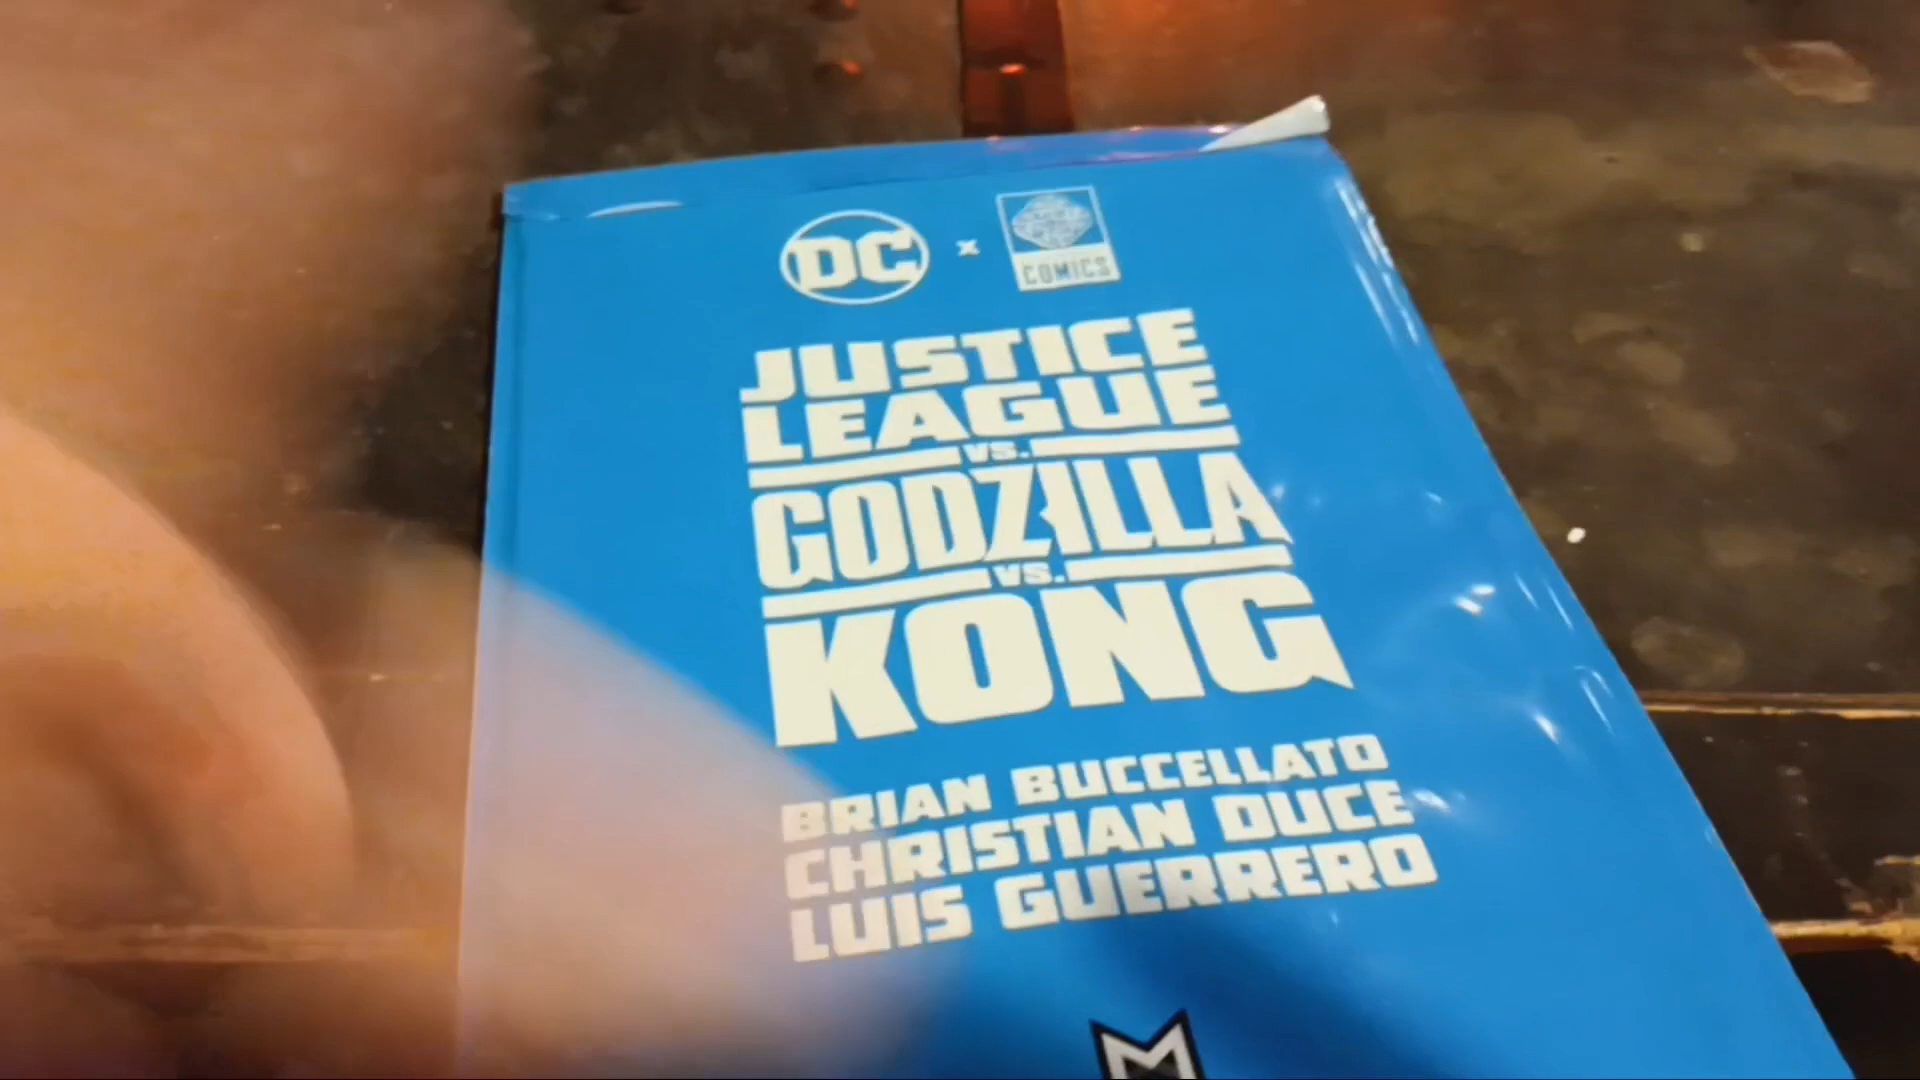 DC x
COMICS
JUSTICE
LEAGUE
VS.
GODZILLA
VS.
KONG
BRIAN BUCCELLATO
CHRISTIAN DUCE
LUIS GUERRERO
M